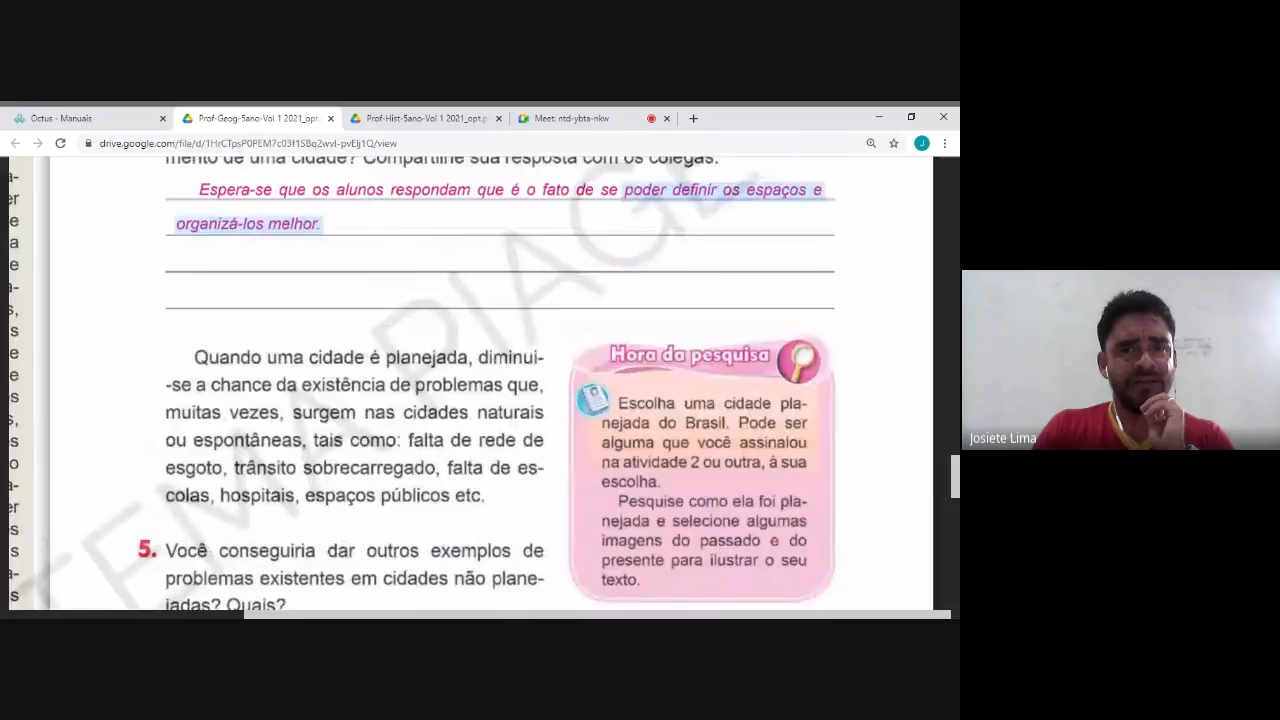 Octus - Manuais
Prof-Geog-5ano-Vol 1 2021_opt
Prof-Hist-5ano-Vol 1 2021_opt.p
Meet: ntd-ybta-nkw
drive.google.com/file/d/1HrCTpsP0PEM7c03f1SBq2wvI-pvEIj1Q/view
J
mento de uma cidade? Compartilhe sua resposta com os colegas.
Espera-se que os alunos respondam que é o fato de se poder definir os espaços e
organizá-los melhor.
Quando uma cidade é planejada, diminui-
-se a chance da existência de problemas que,
muitas vezes, surgem nas cidades naturais
ou espontâneas, tais como: falta de rede de
esgoto, trânsito sobrecarregado, falta de es-
colas, hospitais, espaços públicos etc.
5. Você conseguiria dar outros exemplos de
problemas existentes em cidades não plane-
jadas? Quais?
Hora da pesquisa
Escolha uma cidade pla-
nejada do Brasil. Pode ser
alguma que você assinalou
na atividade 2 ou outra, à sua
escolha.
Pesquise como ela foi pla-
nejada e selecione algumas
imagens do passado e do
presente para ilustrar o seu
texto.
TEMA PIAGE
Josiete Lima